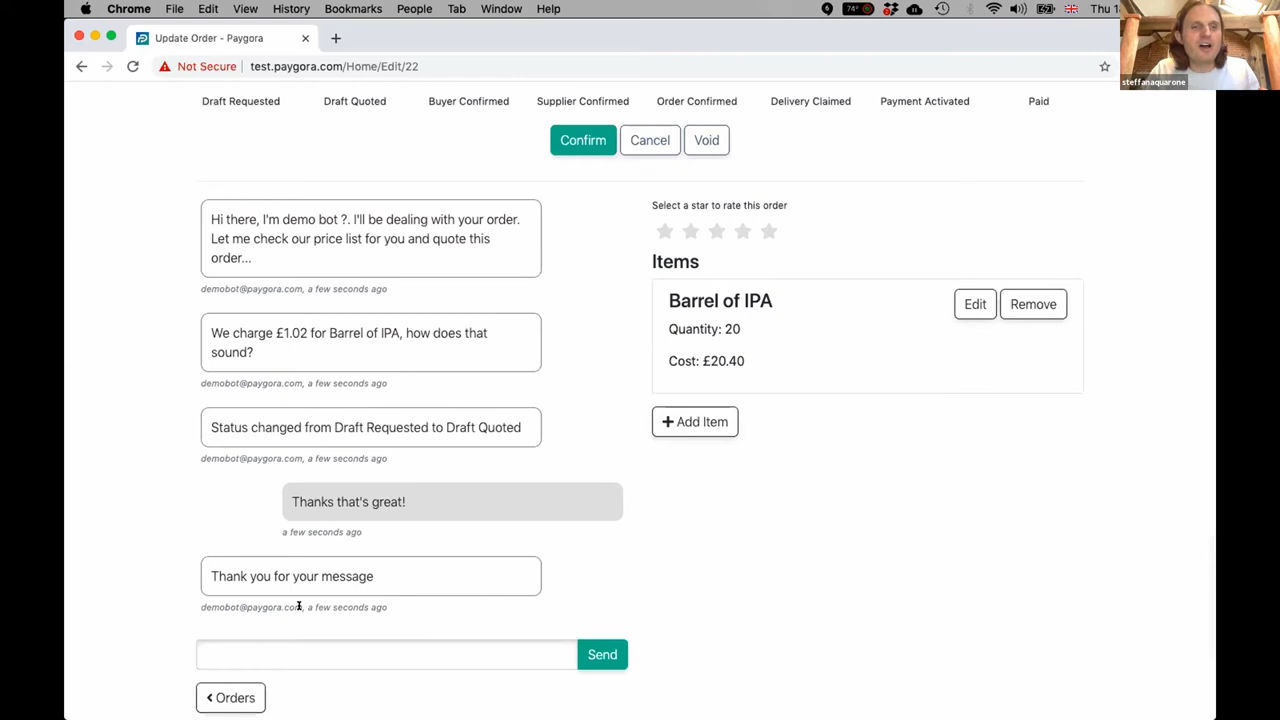 Chrome File Edit View History Bookmarks People Tab Window Help 74° Thu 1
Update Order - Paygora
Not Secure test.paygora.com/Home/Edit/22
steffanaquarone
Draft Requested Draft Quoted Buyer Confirmed Supplier Confirmed Order Confirmed Delivery Claimed Payment Activated Paid
Confirm Cancel Void
Hi there, I'm demo bot ?. I'll be dealing with your order.
Let me check our price list for you and quote this
order...
demobot@paygora.com, a few seconds ago
We charge £1.02 for Barrel of IPA, how does that
sound?
demobot@paygora.com, a few seconds ago
Status changed from Draft Requested to Draft Quoted
demobot@paygora.com, a few seconds ago
Thanks that's great!
a few seconds ago
Thank you for your message
demobot@paygora.com, a few seconds ago
Send
Orders
Select a star to rate this order
Items
Barrel of IPA
Edit Remove
Quantity: 20
Cost: £20.40
Add Item